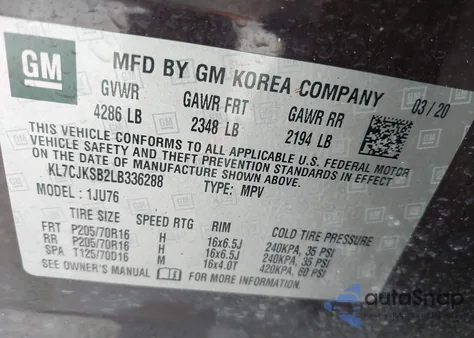 GM
MFD BY GM KOREA COMPANY
03/20
GVWR GAWR FRT GAWR RR
4286 LB 2348 LB 2194 LB
THIS VEHICLE CONFORMS TO ALL APPLICABLE U.S. FEDERAL MOTOR
VEHICLE SAFETY AND THEFT PREVENTION STANDARDS IN EFFECT ON
THE DATE OF MANUFACTURE SHOWN ABOVE.
KL7CJKSB2LB336288 TYPE: MPV
MODEL: 1JU76
TIRE SIZE SPEED RTG RIM COLD TIRE PRESSURE
FRT P205/70R16 H 16x6.5J 240KPA, 35 PSI
RR P205/70R16 H 16x6.5J 240KPA, 35 PSI
SPA T125/70D16 M 16x4.0T 420KPA, 60 PSI
SEE OWNER'S MANUAL FOR MORE INFORMATION.
autoSnap